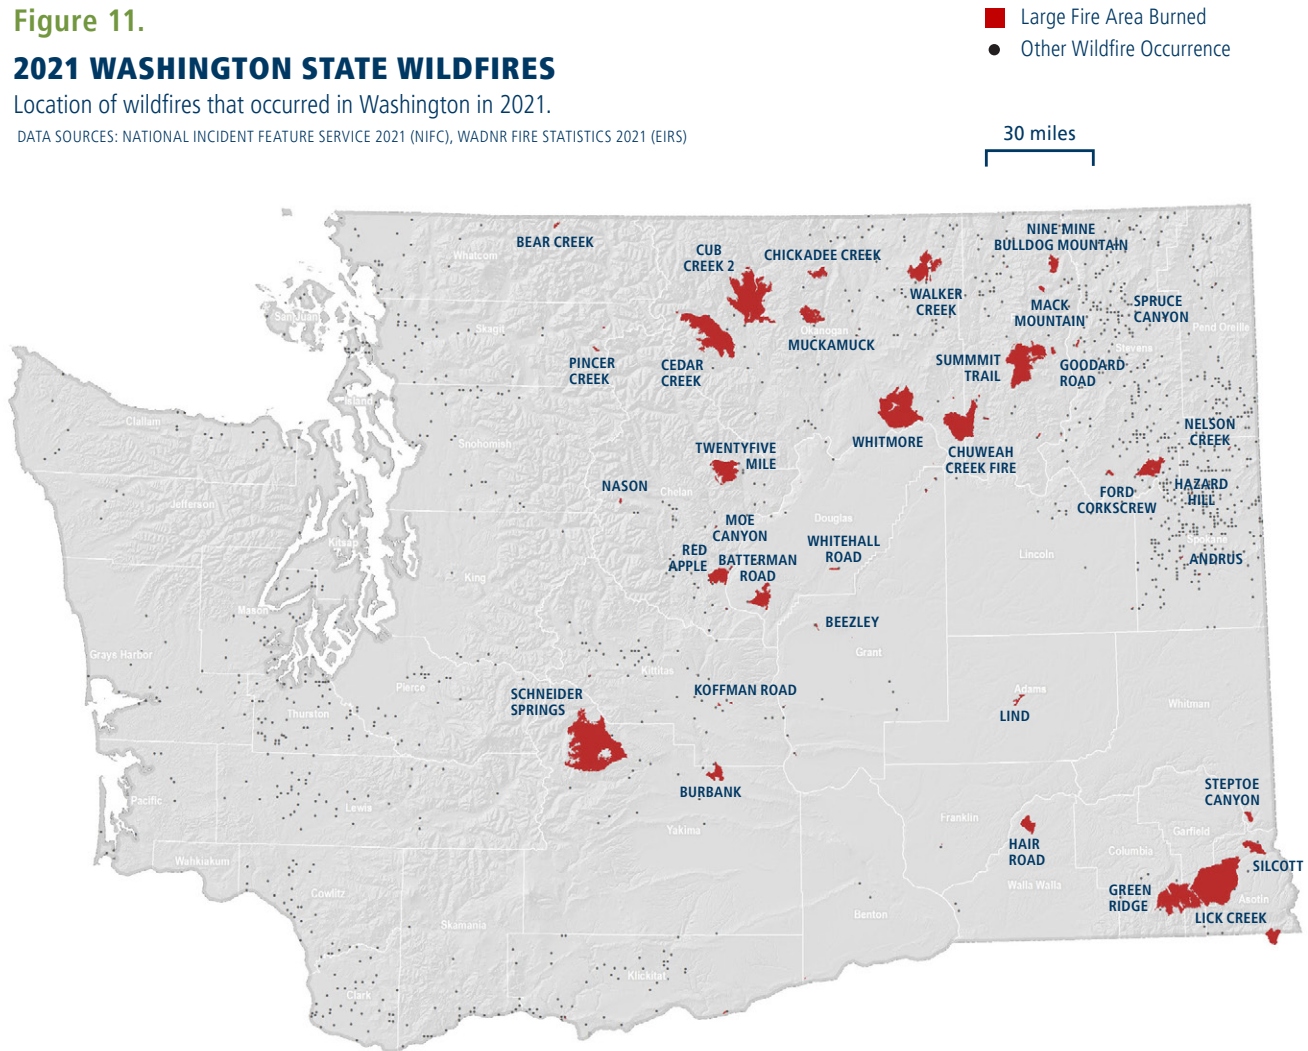 Figure 11.
2021 WASHINGTON STATE WILDFIRES
Location of wildfires that occurred in Washington in 2021.
DATA SOURCES: NATIONAL INCIDENT FEATURE SERVICE 2021 (NIFC), WADNR FIRE STATISTICS 2021 (EIRS)
Large Fire Area Burned
Other Wildfire Occurrence
30 miles
BEAR CREEK
CUB
CREEK 2
CHICKADEE CREEK
NINE MINE
BULLDOG MOUNTAIN
Whatcom
WALKER
CREEK
MACK
MOUNTAIN
SPRUCE
CANYON
San Juan
Skagit
Okanogan
MUCKAMUCK
Pend Oreille
Stevens
PINCER
CREEK
CEDAR
CREEK
SUMMMIT
TRAIL
GOODARD
ROAD
Island
Clallam
Snohomish
WHITMORE
CHUWEAH
CREEK FIRE
NELSON
CREEK
TWENTYFIVE
MILE
NASON
Chelan
FORD
CORKSCREW
HAZARD
HILL
Jefferson
Kitsap
MOE
CANYON
Douglas
WHITEHALL
ROAD
RED
APPLE
BATTERMAN
ROAD
Lincoln
Spokane
ANDRUS
King
Mason
BEEZLEY
Grays Harbor
Kittitas
Grant
Pierce
SCHNEIDER
SPRINGS
KOFFMAN ROAD
Adams
LIND
Whitman
Thurston
BURBANK
STEPTOE
CANYON
Pacific
Lewis
Yakima
Franklin
Garfield
HAIR
ROAD
Columbia
SILCOTT
Wahkiakum
Cowlitz
Walla Walla
GREEN
RIDGE
Asotin
LICK CREEK
Skamania
Benton
Klickitat
Clark